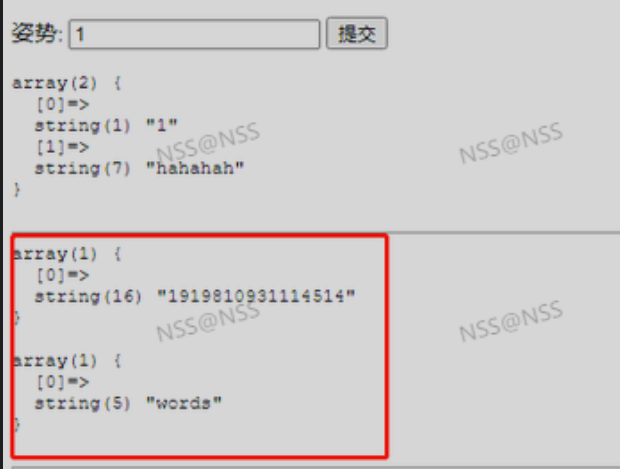 姿势: 1 提交
array(2) {
  [0]=>
  string(1) "1"
  [1]=>
  string(7) "hahahah"
}
NSS@NSS NSS@NSS
array(1) {
  [0]=>
  string(16) "1919810931114514"
}
NSS@NSS NSS@NSS
array(1) {
  [0]=>
  string(5) "words"
}